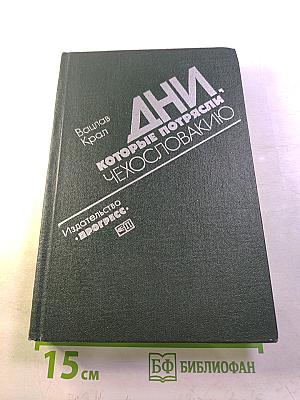 Вацлав
Крал
ДНИ,
КОТОРЫЕ ПОТРЯСЛИ
ЧЕХОСЛОВАКИЮ
Издательство
•ПРОГРЕСС•
15 см
БФ БИБЛИОФАН